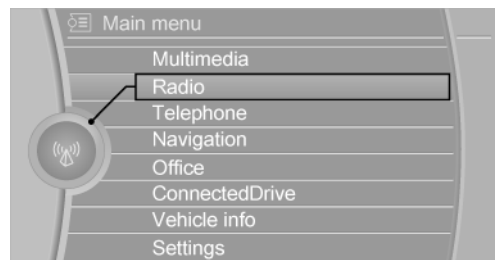 Main menu
Multimedia
Radio
Telephone
Navigation
Office
ConnectedDrive
Vehicle info
Settings